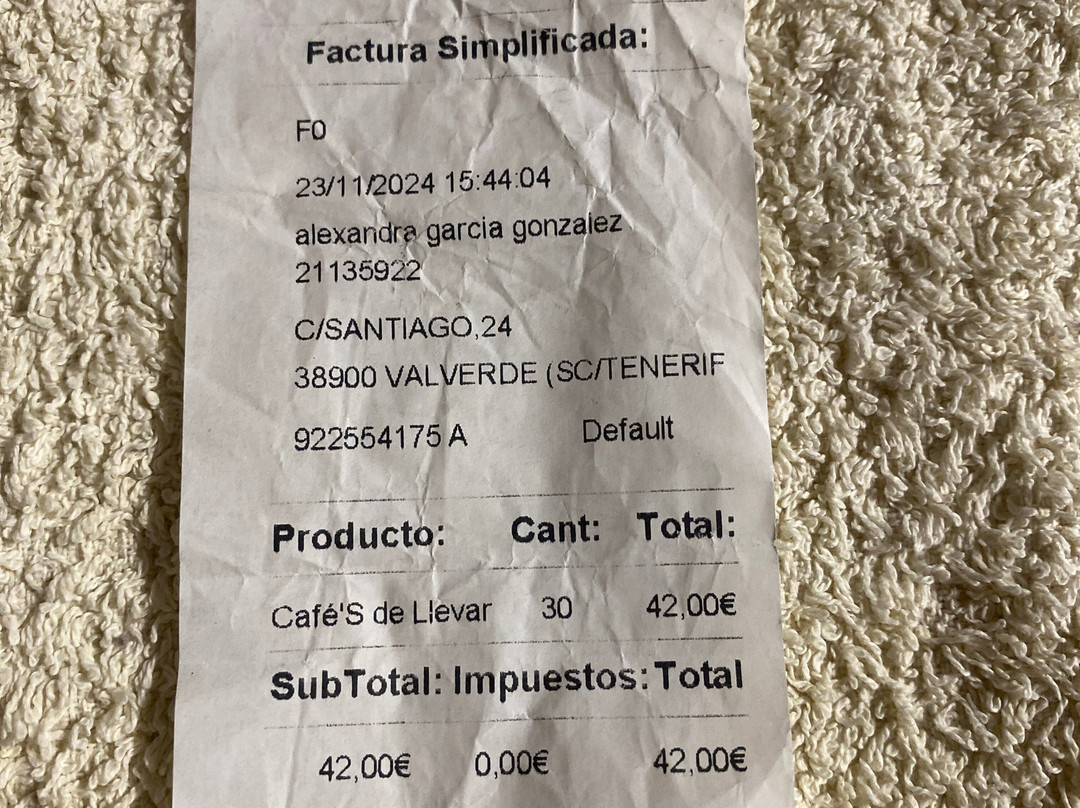 Factura Simplificada:
F0
23/11/2024 15:44:04
alexandra garcia gonzalez
21135922
C/SANTIAGO,24
38900 VALVERDE (SC/TENERIF
922554175 A Default
Producto: Cant: Total:
Café'S de Llevar 30 42,00€
SubTotal: Impuestos: Total
42,00€ 0,00€ 42,00€